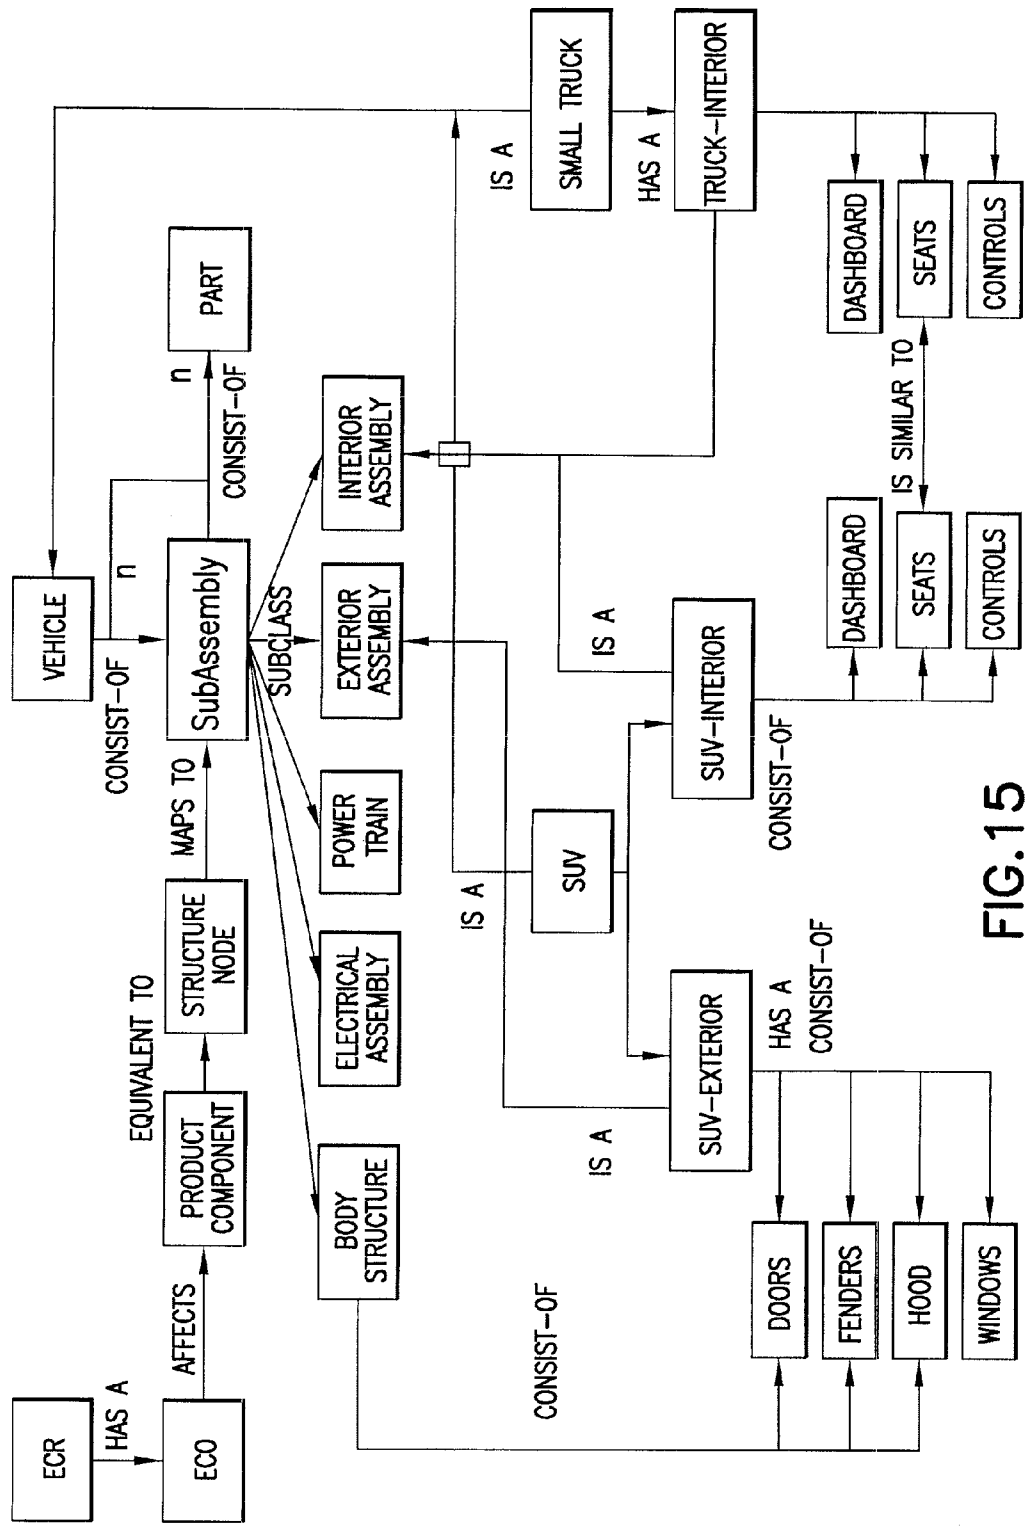 ECR
HAS A
ECO
AFFECTS
PRODUCT
COMPONENT
EQUIVALENT TO
STRUCTURE
NODE
MAPS TO
VEHICLE
CONSIST-OF
n
SubAssembly
n
CONSIST-OF
PART
SUBCLASS
BODY
STRUCTURE
ELECTRICAL
ASSEMBLY
POWER
TRAIN
EXTERIOR
ASSEMBLY
INTERIOR
ASSEMBLY
IS A
SUV
IS A
SMALL TRUCK
HAS A
IS A
SUV-EXTERIOR
IS A
SUV-INTERIOR
TRUCK-INTERIOR
CONSIST-OF
HAS A
CONSIST-OF
CONSIST-OF
DOORS
FENDERS
HOOD
WINDOWS
DASHBOARD
SEATS
CONTROLS
IS SIMILAR TO
DASHBOARD
SEATS
CONTROLS
FIG.15